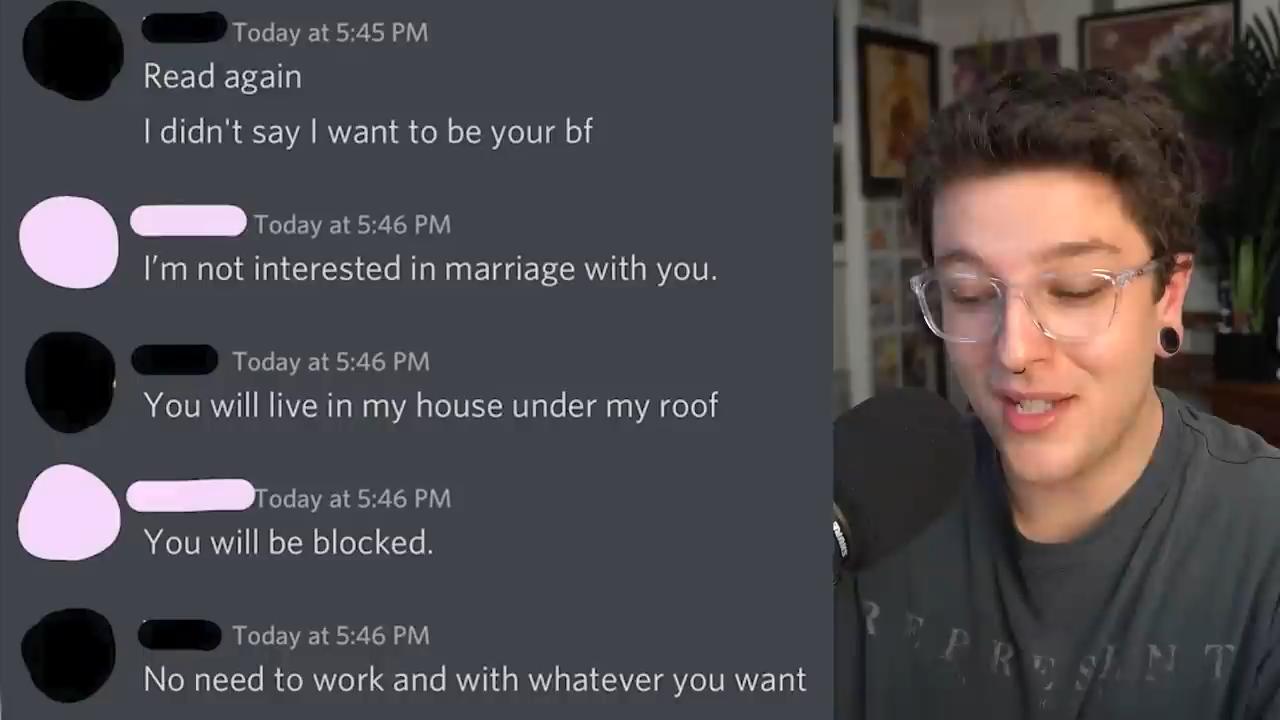 Today at 5:45 PM
Read again
I didn't say I want to be your bf
Today at 5:46 PM
I'm not interested in marriage with you.
Today at 5:46 PM
You will live in my house under my roof
Today at 5:46 PM
You will be blocked.
Today at 5:46 PM
No need to work and with whatever you want
REPRESENT